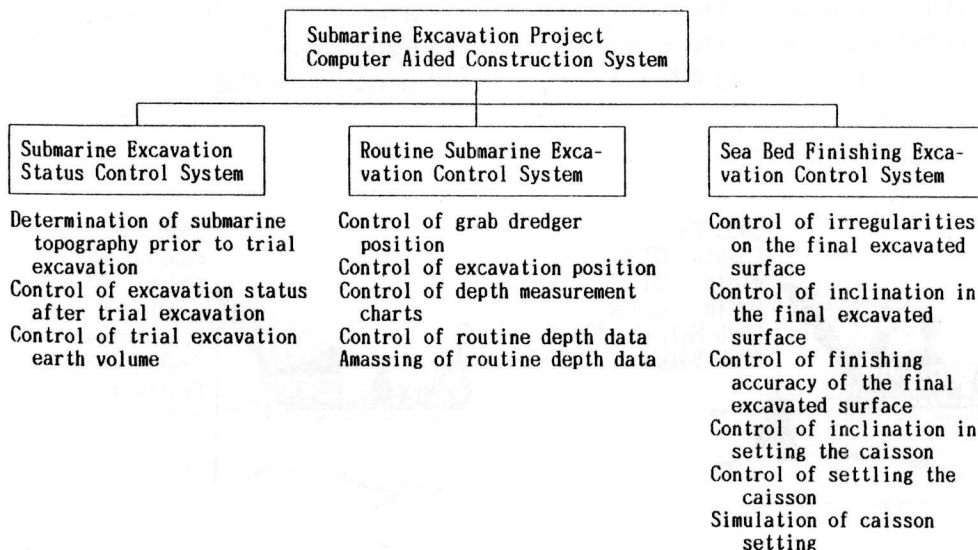 Submarine Excavation Project
Computer Aided Construction System
Submarine Excavation
Status Control System
Determination of submarine
topography prior to trial
excavation
Control of excavation status
after trial excavation
Control of trial excavation
earth volume
Routine Submarine Exca-
vation Control System
Control of grab dredger
position
Control of excavation position
Control of depth measurement
charts
Control of routine depth data
Amassing of routine depth data
Sea Bed Finishing Exca-
vation Control System
Control of irregularities
on the final excavated
surface
Control of inclination in
the final excavated
surface
Control of finishing
accuracy of the final
excavated surface
Control of inclination in
setting the caisson
Control of settling the
caisson
Simulation of caisson
setting